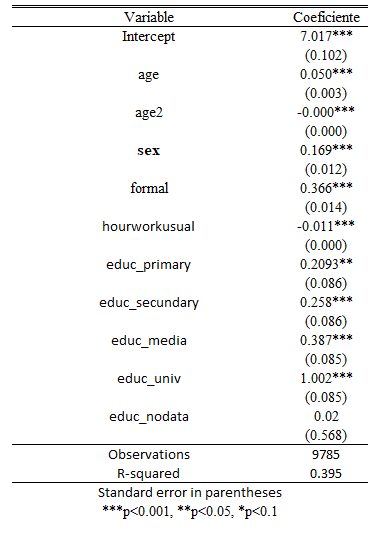 Variable Coeficiente
Intercept 7.017***
(0.102)
age 0.050***
(0.003)
age2 -0.000***
(0.000)
sex 0.169***
(0.012)
formal 0.366***
(0.014)
hourworkusual -0.011***
(0.000)
educ_primary 0.2093**
(0.086)
educ_secundary 0.258***
(0.086)
educ_media 0.387***
(0.085)
educ_univ 1.002***
(0.085)
educ_nodata 0.02
(0.568)
Observations 9785
R-squared 0.395
Standard error in parentheses
***p<0.001, **p<0.05, *p<0.1